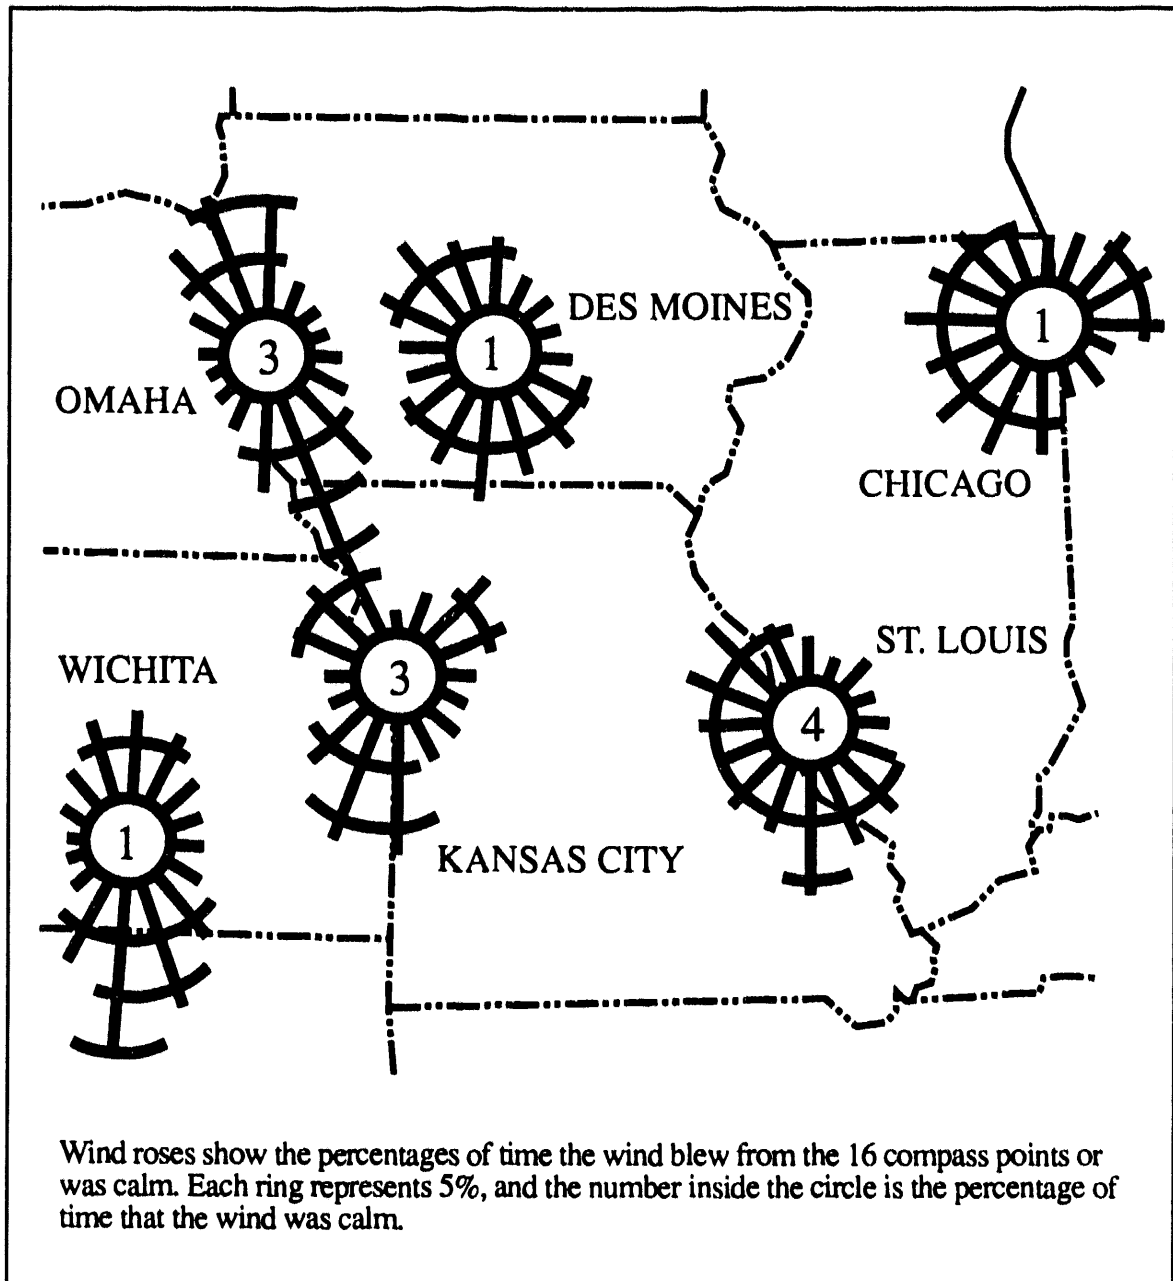 3
DES MOINES
1
1
OMAHA
CHICAGO
WICHITA
3
ST. LOUIS
4
1
KANSAS CITY
Wind roses show the percentages of time the wind blew from the 16 compass points or
was calm. Each ring represents 5%, and the number inside the circle is the percentage of
time that the wind was calm.